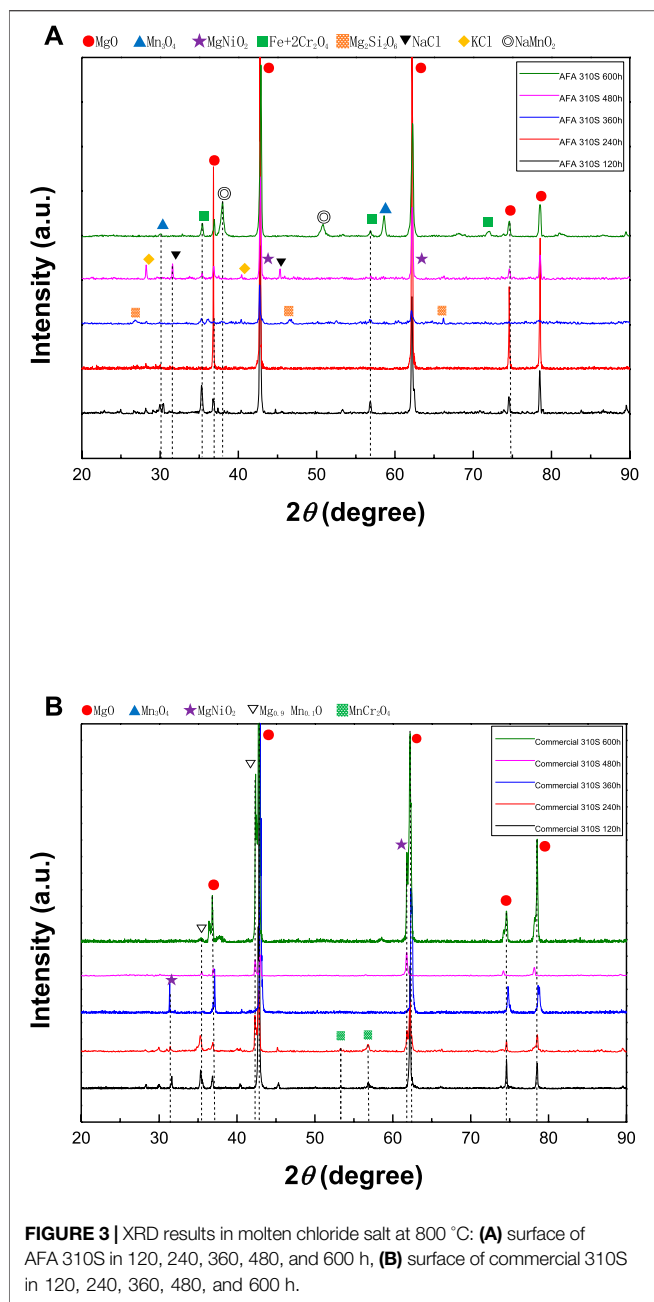 A
MgO Mn₃O₄ MgNiO₂ Fe+2Cr₂O₄ Mg₂Si₂O₆ NaCl KCl NaMnO₂
AFA 310S 600h
AFA 310S 480h
AFA 310S 360h
AFA 310S 240h
AFA 310S 120h
Intensity (a.u.)
20 30 40 50 60 70 80 90
2θ (degree)
B
MgO Mn₃O₄ MgNiO₂ Mg₀.₉ Mn₀.₁O MnCr₂O₄
Commercial 310S 600h
Commercial 310S 480h
Commercial 310S 360h
Commercial 310S 240h
Commercial 310S 120h
Intensity (a.u.)
20 30 40 50 60 70 80 90
2θ (degree)
FIGURE 3 | XRD results in molten chloride salt at 800 °C: (A) surface of
AFA 310S in 120, 240, 360, 480, and 600 h, (B) surface of commercial 310S
in 120, 240, 360, 480, and 600 h.